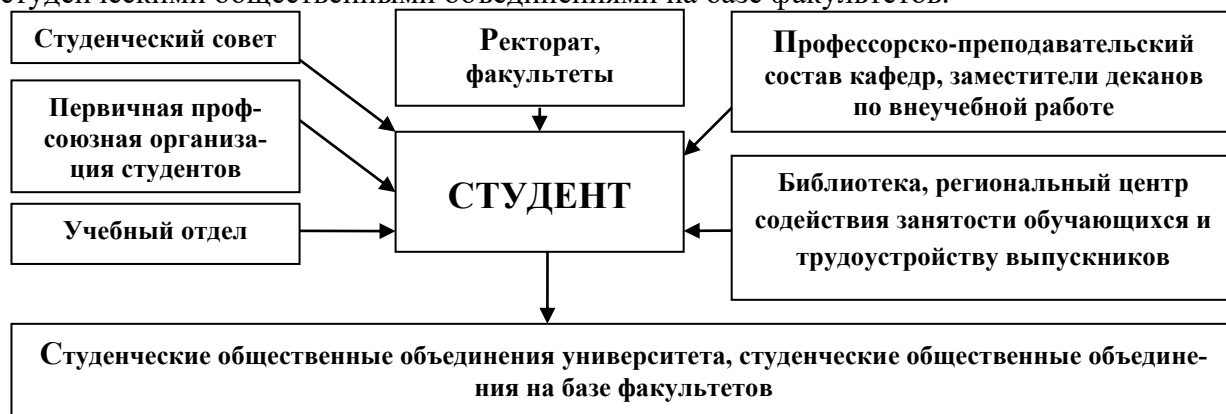 студенческими общественными объединениями на базе факультетов.
Студенческий совет
Ректорат,
факультеты
Профессорско-преподавательский
состав кафедр, заместители деканов
по внеучебной работе
Первичная проф-
союзная организа-
ция студентов
СТУДЕНТ
Библиотека, региональный центр
содействия занятости обучающихся и
трудоустройству выпускников
Учебный отдел
Студенческие общественные объединения университета, студенческие общественные объедине-
ния на базе факультетов